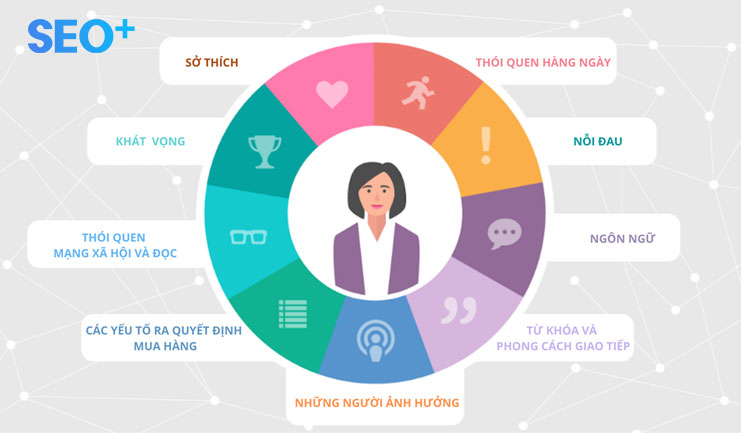 SEO+
SỞ THÍCH
THÓI QUEN HÀNG NGÀY
KHÁT VỌNG
NỖI ĐAU
THÓI QUEN
MẠNG XÃ HỘI VÀ ĐỌC
NGÔN NGỮ
CÁC YẾU TỐ RA QUYẾT ĐỊNH
MUA HÀNG
TỪ KHÓA VÀ
PHONG CÁCH GIAO TIẾP
NHỮNG NGƯỜI ẢNH HƯỞNG